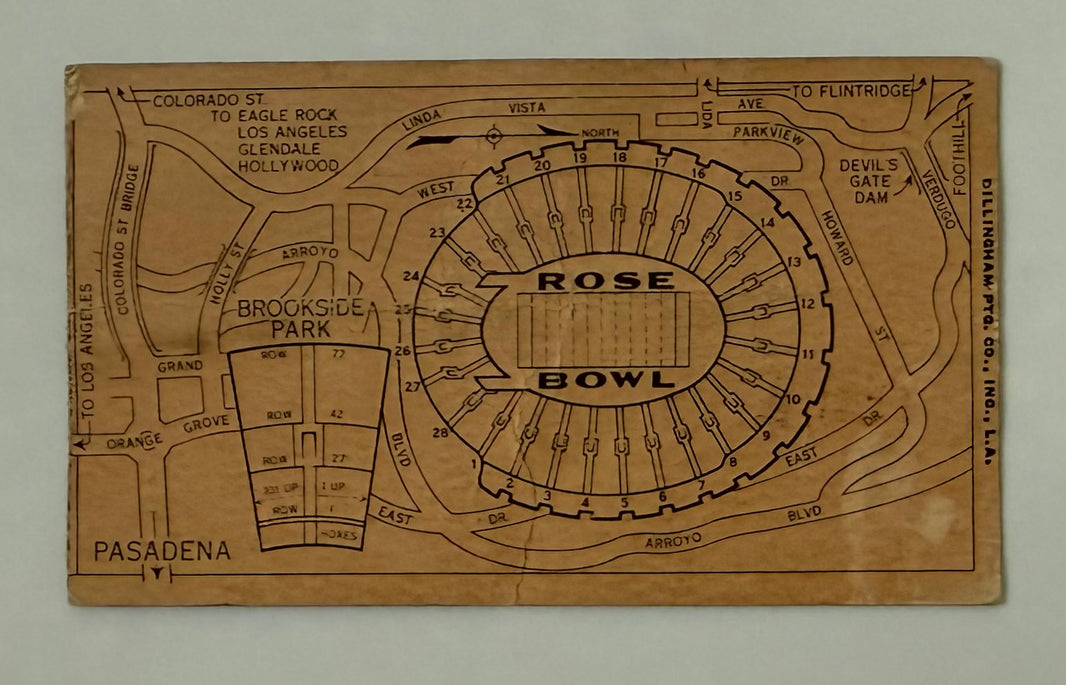 COLORADO ST.
TO EAGLE ROCK
LOS ANGELES
GLENDALE
HOLLYWOOD
LINDA
VISTA
AVE
LIDA
PARKVIEW
NORTH
TO FLINTRIDGE
FOOTHILL
VERDUGO
DEVIL'S
GATE
DAM
DILLINGHAM PTG. CO., INC., L.A.
COLORADO ST BRIDGE
HOLLY ST
ARROYO
WEST
DR
HOWARD
ST
BROOKSIDE
PARK
TO LOS ANGELES
GRAND
ORANGE GROVE
BLVD
EAST
DR
ARROYO
BLVD
EAST
DR
PASADENA
ROSE
BOWL
1
2
3
4
5
6
7
8
9
10
11
12
13
14
15
16
17
18
19
20
21
22
23
24
25
26
27
28
ROW 77
ROW 42
ROW 27
1 UP
ROW 1
BOXES